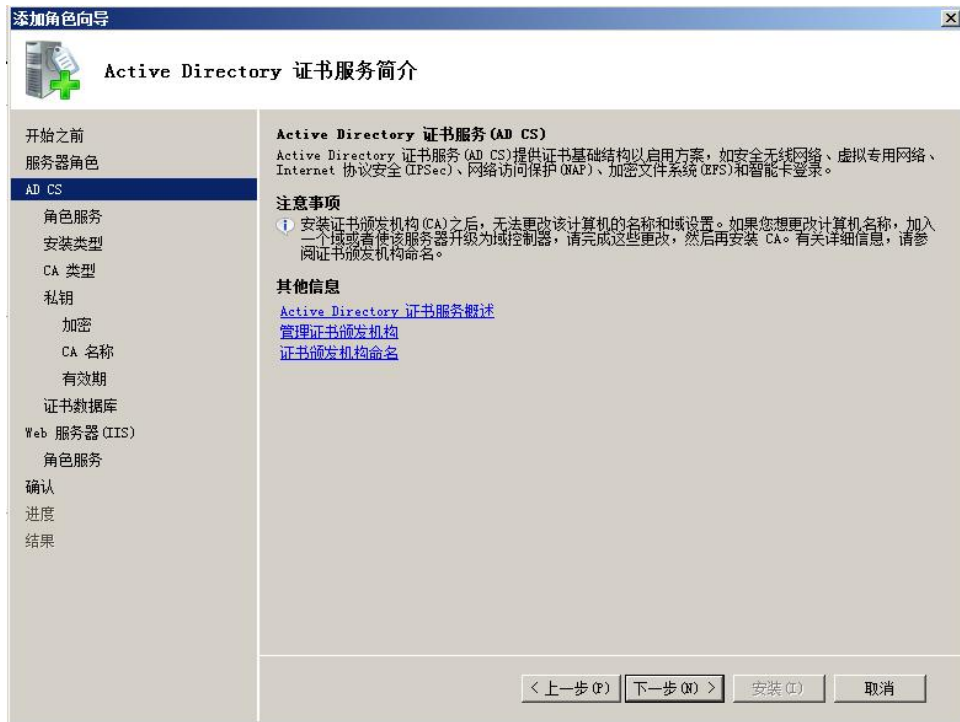 添加角色向导
Active Directory 证书服务简介
开始之前
服务器角色
AD CS
角色服务
安装类型
CA 类型
私钥
加密
CA 名称
有效期
证书数据库
Web 服务器(IIS)
角色服务
确认
进度
结果
Active Directory 证书服务(AD CS)
Active Directory 证书服务(AD CS)提供证书基础结构以启用方案，如安全无线网络、虚拟专用网络、
Internet 协议安全(IPSec)、网络访问保护(NAP)、加密文件系统(EFS)和智能卡登录。
注意事项
安装证书颁发机构(CA)之后，无法更改该计算机的名称和域设置。如果您想更改计算机名称，加入
一个域或者使该服务器升级为域控制器，请完成这些更改，然后再安装 CA。有关详细信息，请参
阅证书颁发机构命名。
其他信息
Active Directory 证书服务概述
管理证书颁发机构
证书颁发机构命名
< 上一步(P)
下一步(N) >
安装(I)
取消